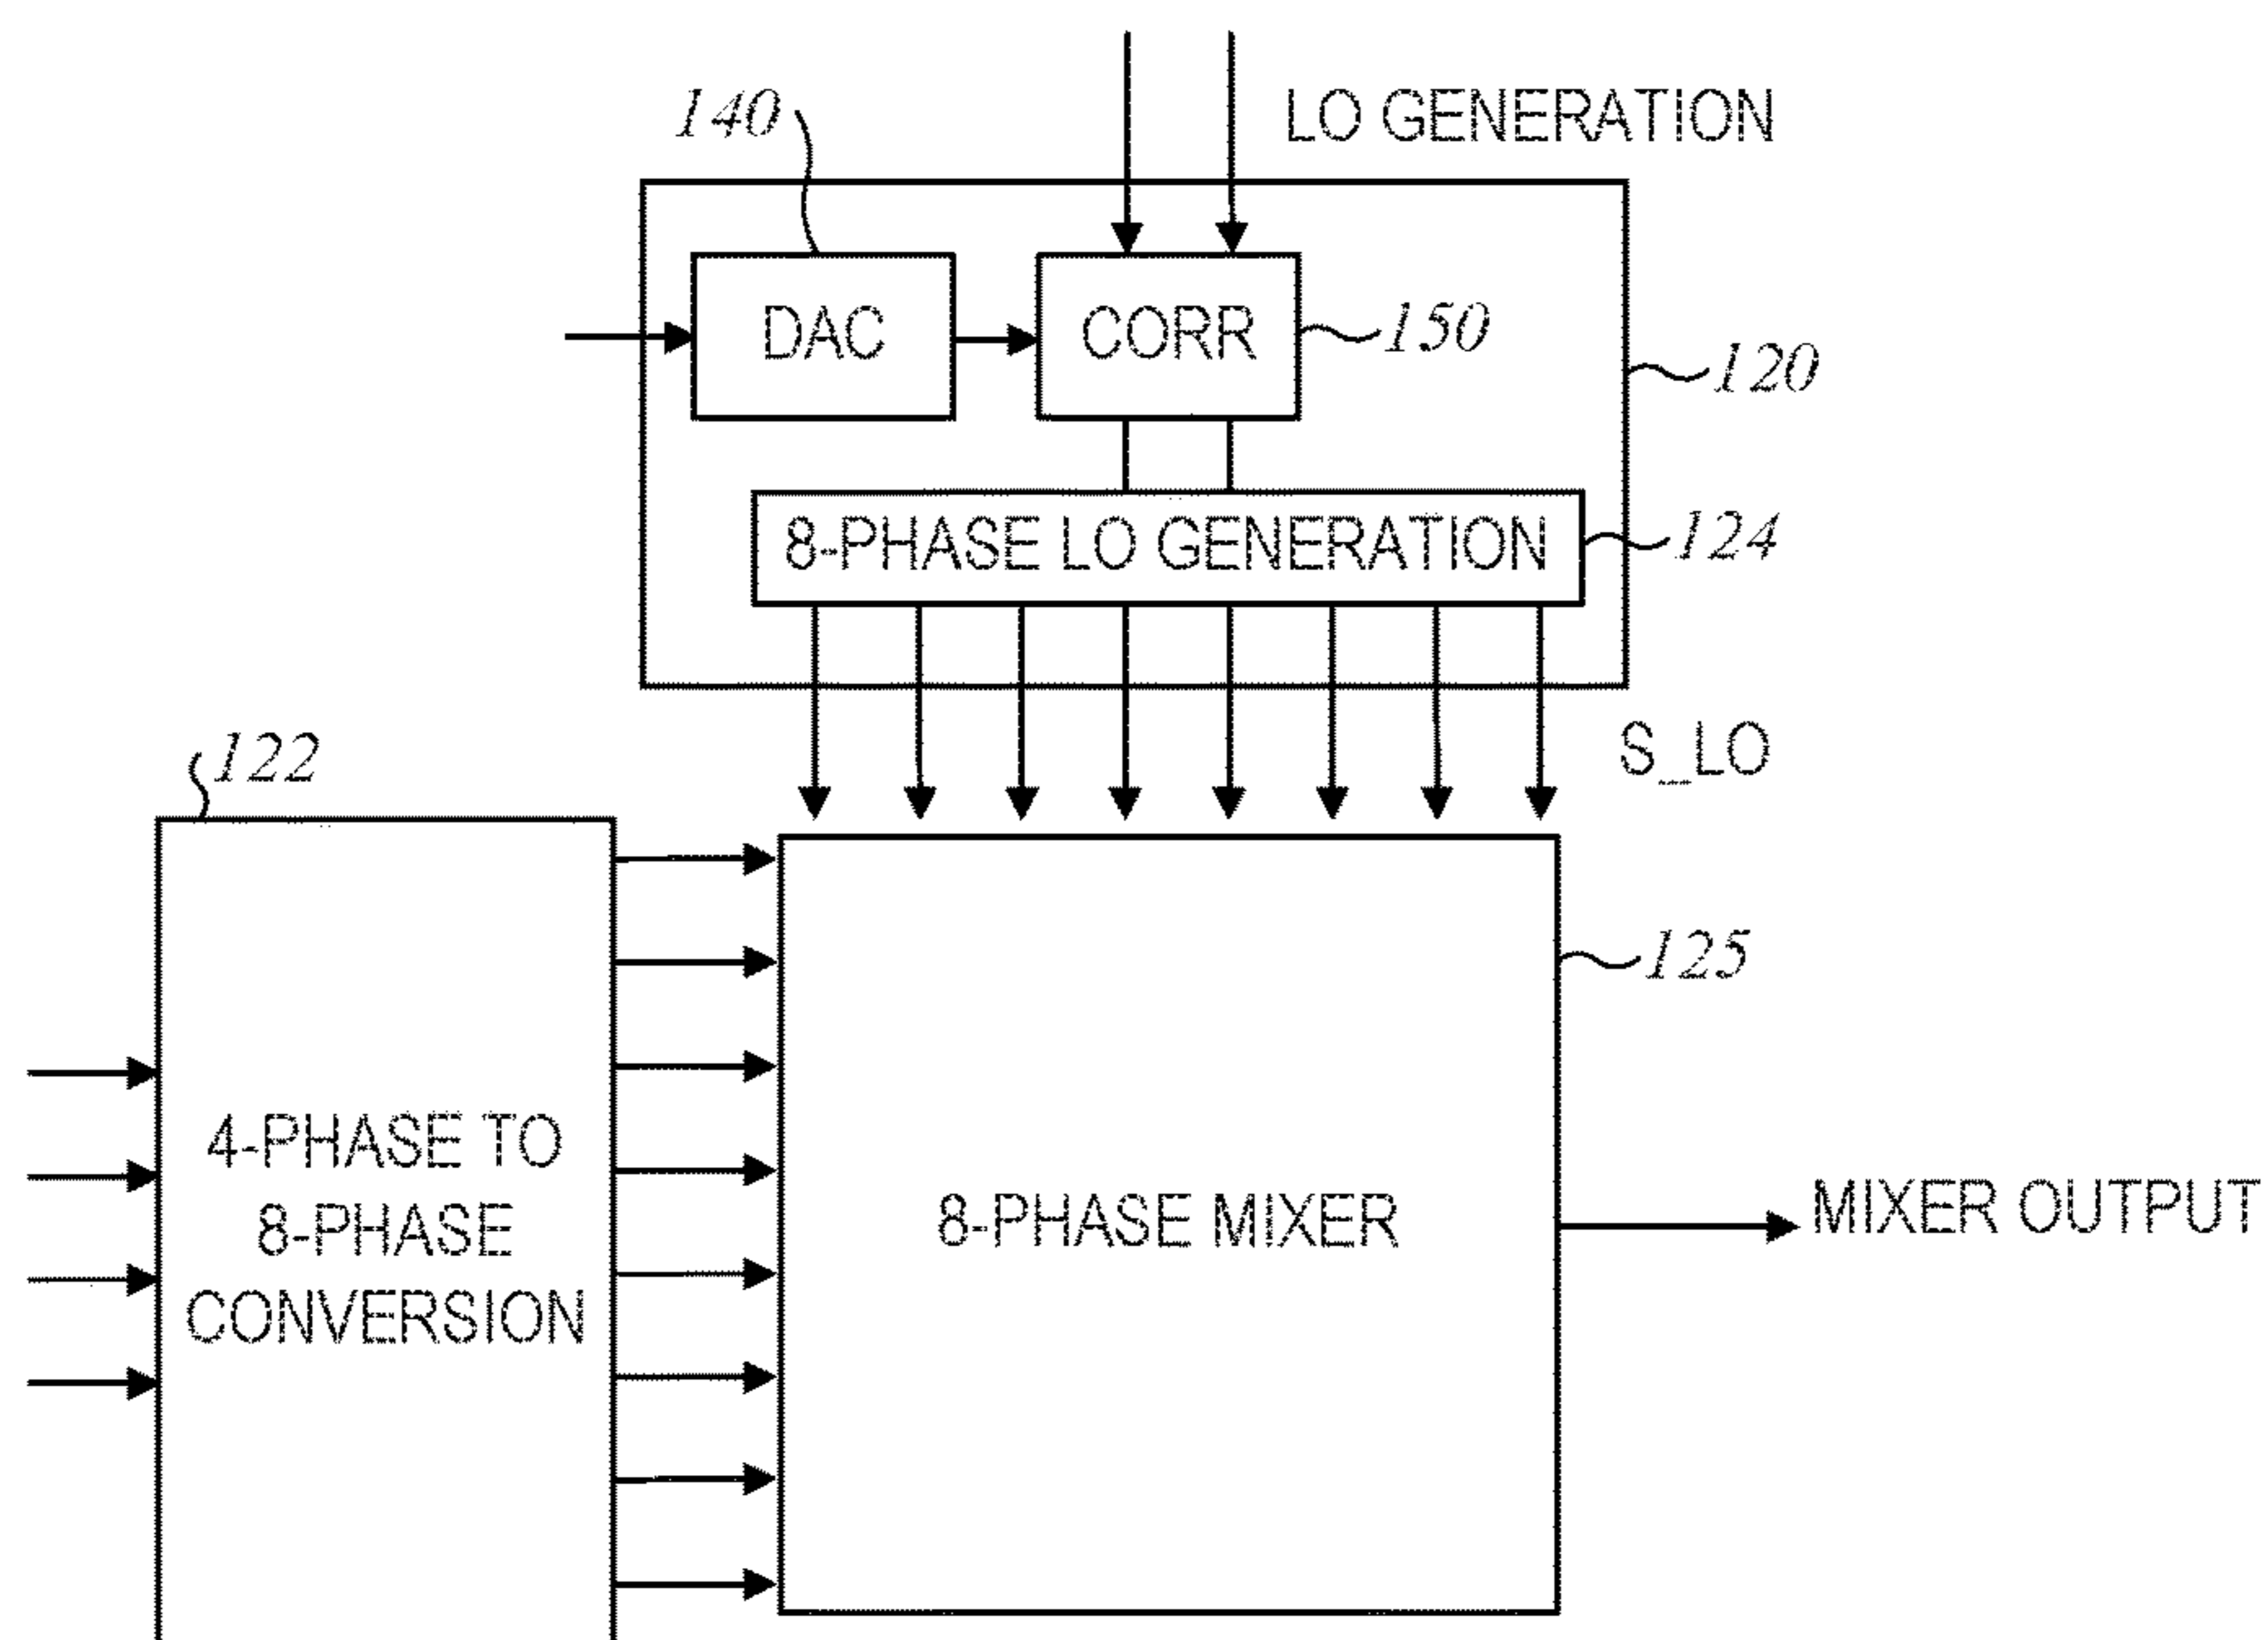 140
LO GENERATION
DAC
CORR
150
120
8-PHASE LO GENERATION
124
S_LO
122
125
4-PHASE TO
8-PHASE
CONVERSION
8-PHASE MIXER
MIXER OUTPUT